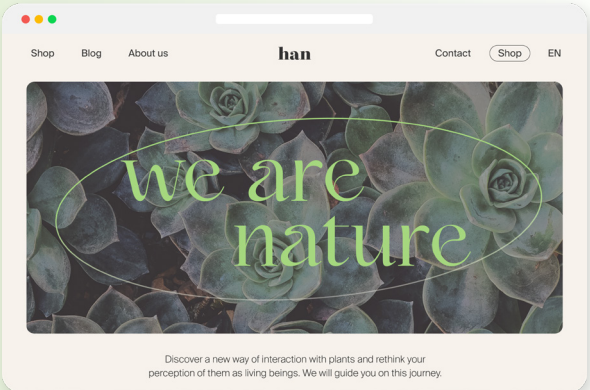 Shop Blog About us han Contact Shop EN
we are
nature
Discover a new way of interaction with plants and rethink your
perception of them as living beings. We will guide you on this journey.